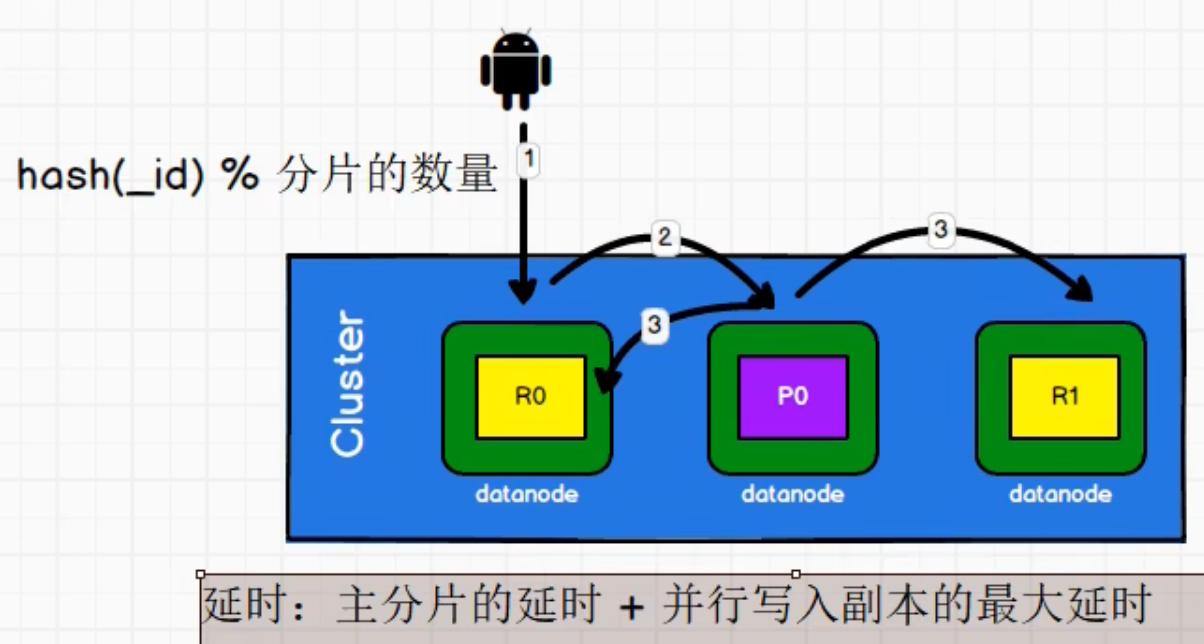 1
hash(_id) % 分片的数量
2
3
3
Cluster
R0
P0
R1
datanode
datanode
datanode
延时：主分片的延时 + 并行写入副本的最大延时